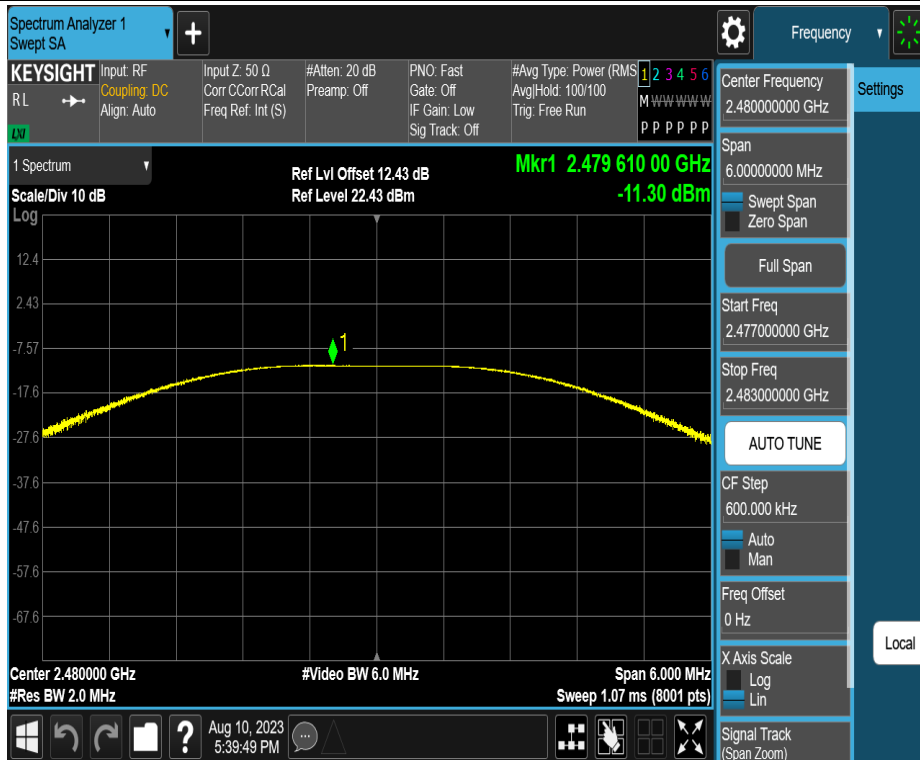 Spectrum Analyzer 1
Swept SA
+
Frequency
KEYSIGHT
R L
LNI
Input: RF
Coupling: DC
Align: Auto
Input Z: 50 Ω
Corr CCorr RCal
Freq Ref: Int (S)
#Atten: 20 dB
Preamp: Off
PNO: Fast
Gate: Off
IF Gain: Low
Sig Track: Off
#Avg Type: Power (RMS
Avg|Hold: 100/100
Trig: Free Run
1 2 3 4 5 6
M W W W W W
P P P P P P
1 Spectrum
Scale/Div 10 dB
Log
Ref Lvl Offset 12.43 dB
Ref Level 22.43 dBm
Mkr1 2.479 610 00 GHz
-11.30 dBm
12.4
2.43
-7.57
-17.6
-27.6
-37.6
-47.6
-57.6
-67.6
1
Center 2.480000 GHz
#Res BW 2.0 MHz
#Video BW 6.0 MHz
Span 6.000 MHz
Sweep 1.07 ms (8001 pts)
Center Frequency
2.480000000 GHz
Span
6.00000000 MHz
Swept Span
Zero Span
Full Span
Start Freq
2.477000000 GHz
Stop Freq
2.483000000 GHz
AUTO TUNE
CF Step
600.000 kHz
Auto
Man
Freq Offset
0 Hz
X Axis Scale
Log
Lin
Signal Track
(Span Zoom)
Settings
Local
?
Aug 10, 2023
5:39:49 PM